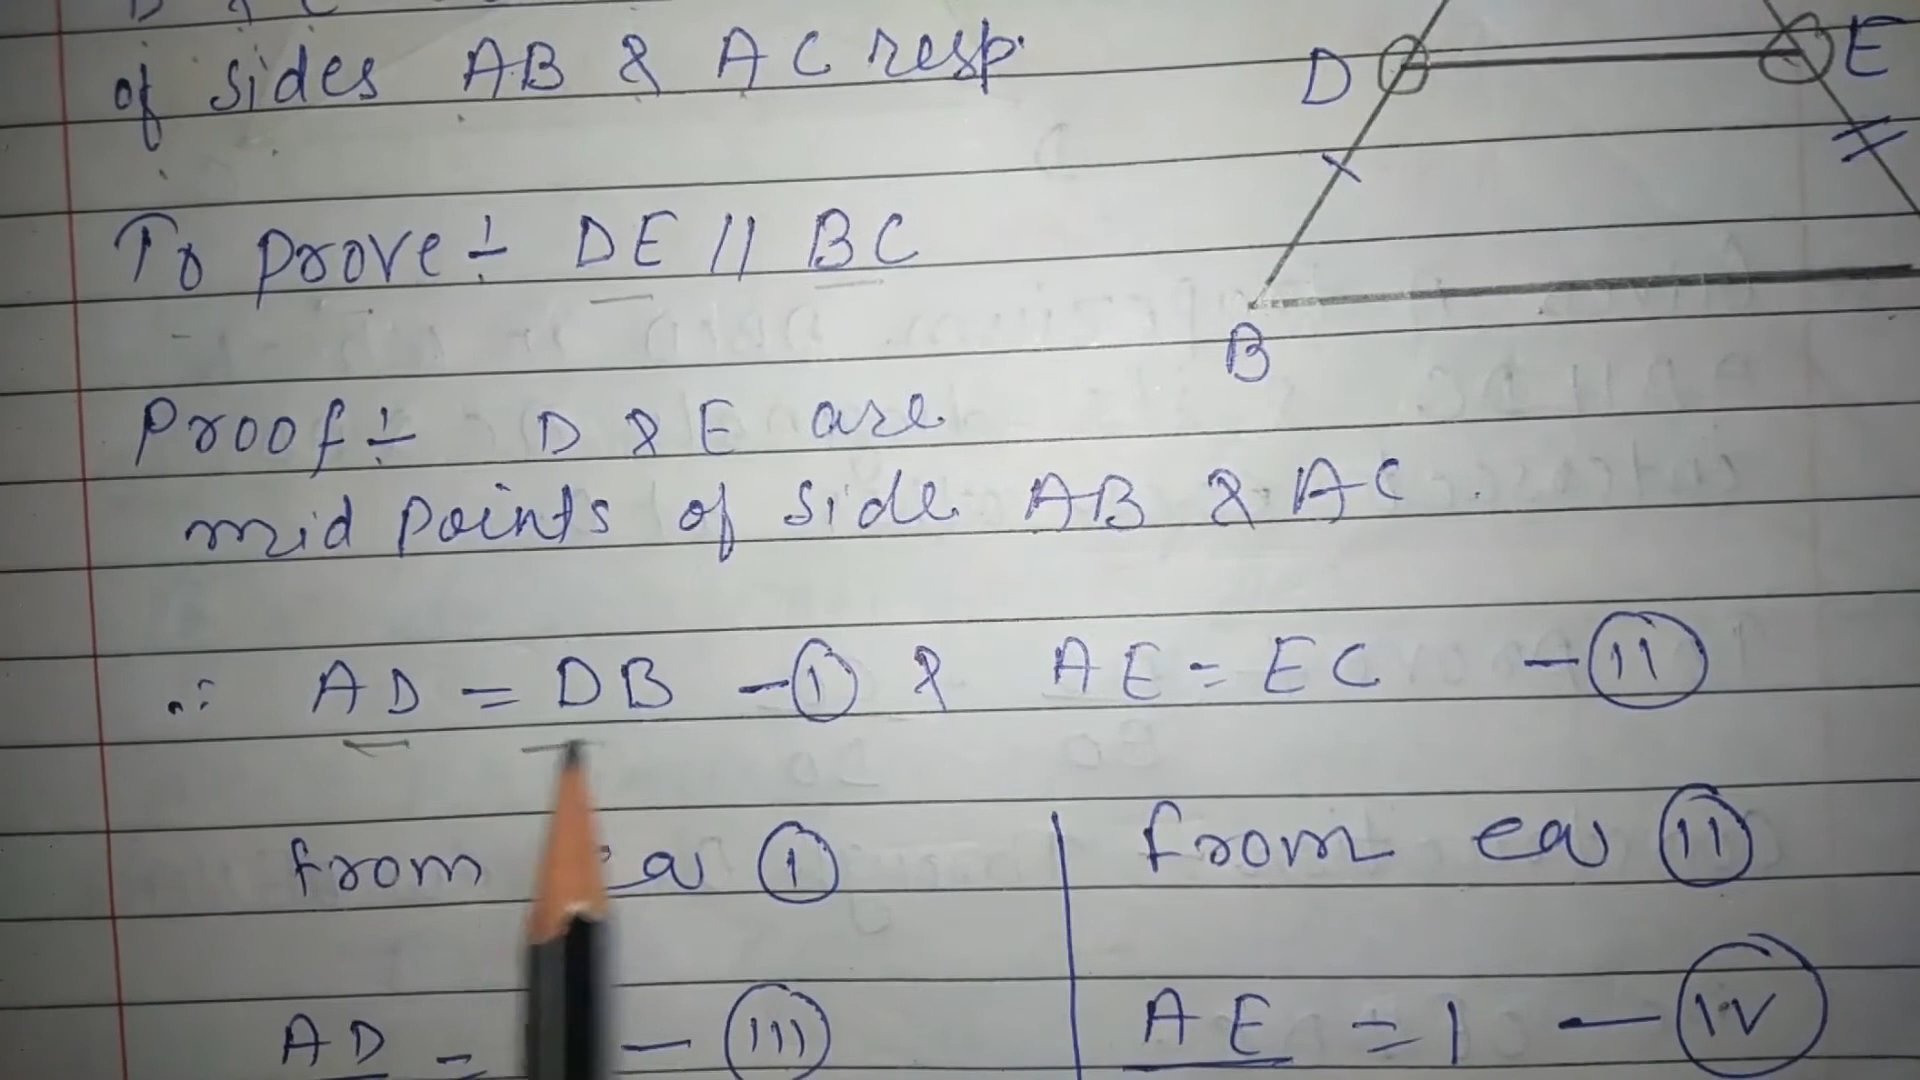 of sides AB & AC resp.
D
E
To prove :- DE || BC
B
Proof :- D & E are
mid points of side AB & AC.
∴ AD = DB — (I) & AE = EC — (II)
from eq (I)
from eq (II)
AD = — (III)
AE = 1 — (IV)